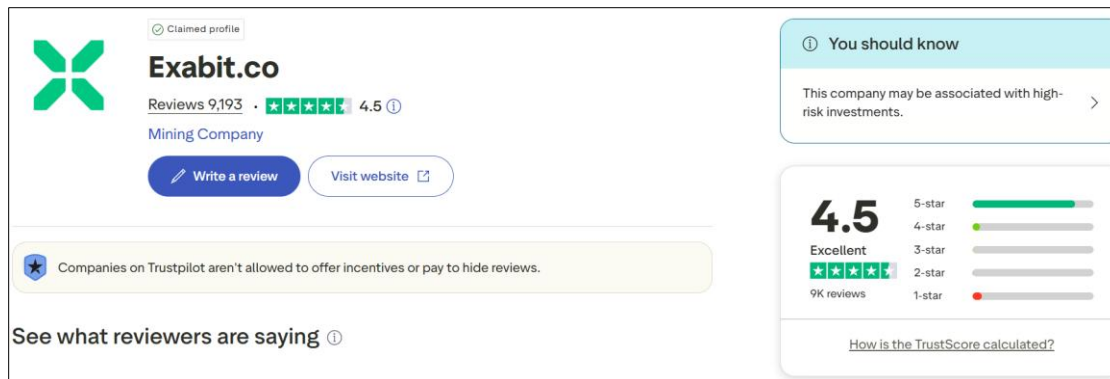 Claimed profile
Exabit.co
Reviews 9,193 · 4.5
Mining Company
Write a review
Visit website
Companies on Trustpilot aren't allowed to offer incentives or pay to hide reviews.
See what reviewers are saying
You should know
This company may be associated with high-
risk investments.
4.5
Excellent
9K reviews
5-star
4-star
3-star
2-star
1-star
How is the TrustScore calculated?